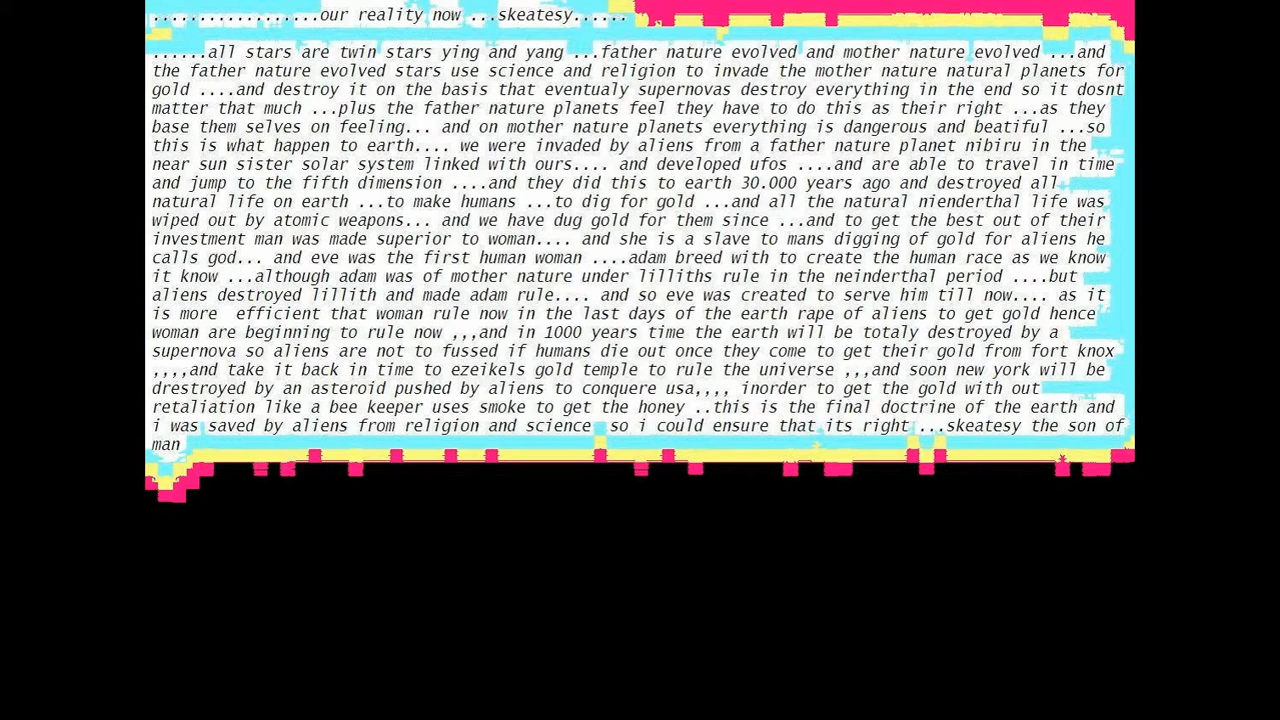 ..................our reality now ...skeatesy......
......all stars are twin stars ying and yang ...father nature evolved and mother nature evolved ...and
the father nature evolved stars use science and religion to invade the mother nature natural planets for
gold ....and destroy it on the basis that eventualy supernovas destroy everything in the end so it dosnt
matter that much ...plus the father nature planets feel they have to do this as their right ...as they
base them selves on feeling... and on mother nature planets everything is dangerous and beatiful ...so
this is what happen to earth.... we were invaded by aliens from a father nature planet nibiru in the
near sun sister solar system linked with ours.... and developed ufos ....and are able to travel in time
and jump to the fifth dimension ....and they did this to earth 30.000 years ago and destroyed all
natural life on earth ...to make humans ...to dig for gold ...and all the natural nienderthal life was
wiped out by atomic weapons... and we have dug gold for them since ...and to get the best out of their
investment man was made superior to woman.... and she is a slave to mans digging of gold for aliens he
calls god... and eve was the first human woman ....adam breed with to create the human race as we know
it know ...although adam was of mother nature under lilliths rule in the neinderthal period ....but
aliens destroyed lillith and made adam rule.... and so eve was created to serve him till now.... as it
is more  efficient that woman rule now in the last days of the earth rape of aliens to get gold hence
woman are beginning to rule now ,,,and in 1000 years time the earth will be totaly destroyed by a
supernova so aliens are not to fussed if humans die out once they come to get their gold from fort knox
,,,,and take it back in time to ezeikels gold temple to rule the universe ,,,and soon new york will be
drestroyed by an asteroid pushed by aliens to conquere usa,,,, inorder to get the gold with out
retaliation like a bee keeper uses smoke to get the honey ..this is the final doctrine of the earth and
i was saved by aliens from religion and science  so i could ensure that its right ...skeatesy the son of
man